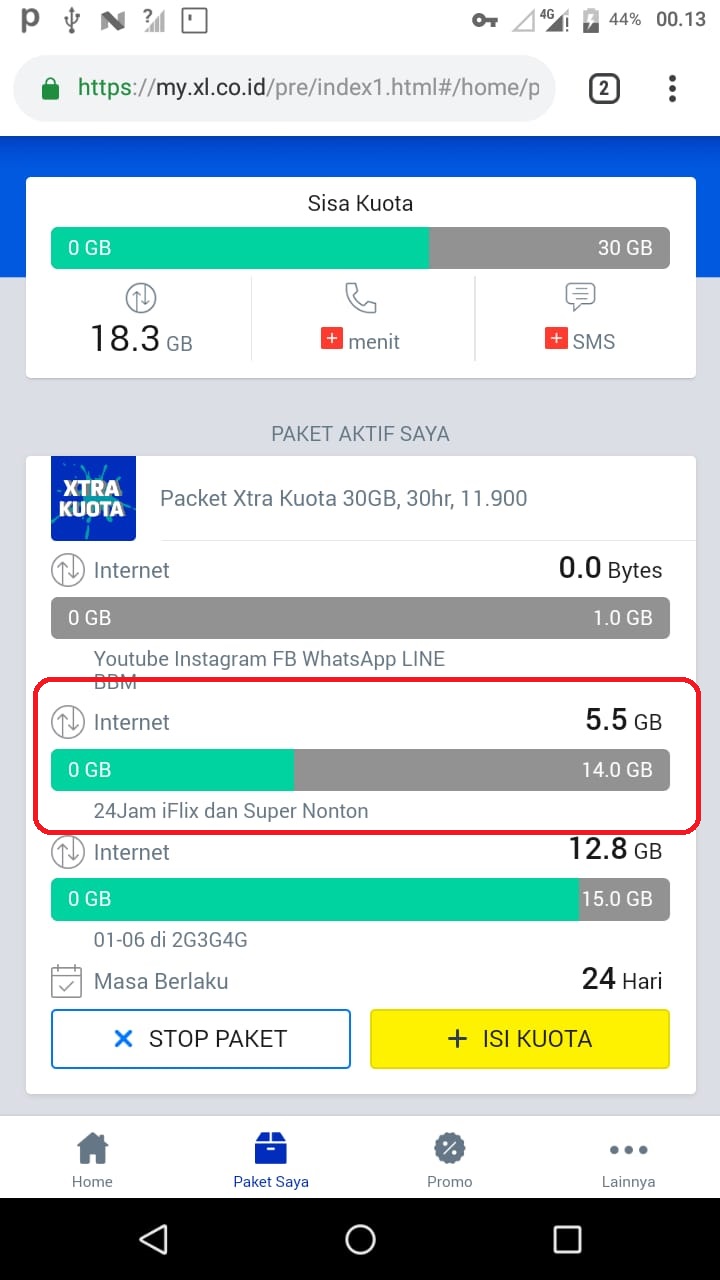 4G 44% 00.13
https://my.xl.co.id/pre/index1.html#/home/p
2
Sisa Kuota
0 GB 30 GB
18.3 GB + menit + SMS
PAKET AKTIF SAYA
XTRA
KUOTA
Packet Xtra Kuota 30GB, 30hr, 11.900
Internet 0.0 Bytes
0 GB 1.0 GB
Youtube Instagram FB WhatsApp LINE
BBM
Internet 5.5 GB
0 GB 14.0 GB
24Jam iFlix dan Super Nonton
Internet 12.8 GB
0 GB 15.0 GB
01-06 di 2G3G4G
Masa Berlaku 24 Hari
STOP PAKET + ISI KUOTA
Home Paket Saya Promo Lainnya